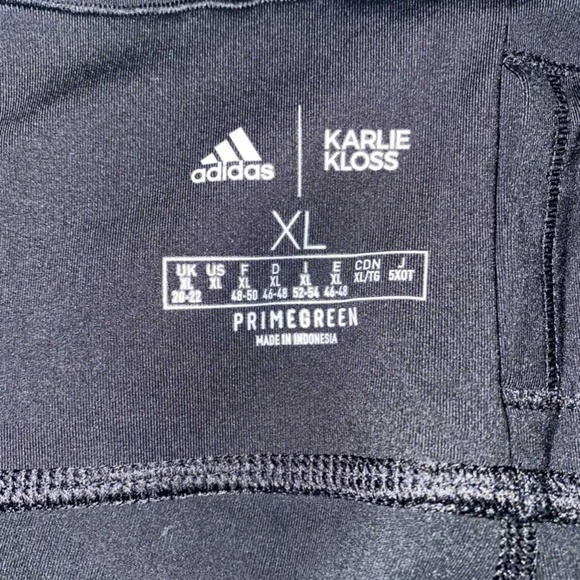 adidas
KARLIE
KLOSS
XL
UK US F D I E CDN J
XL XL XL XL XL XL XL/TG 5XOT
20-22 48-50 46-48 52-54 46-48
PRIMEGREEN
MADE IN INDONESIA